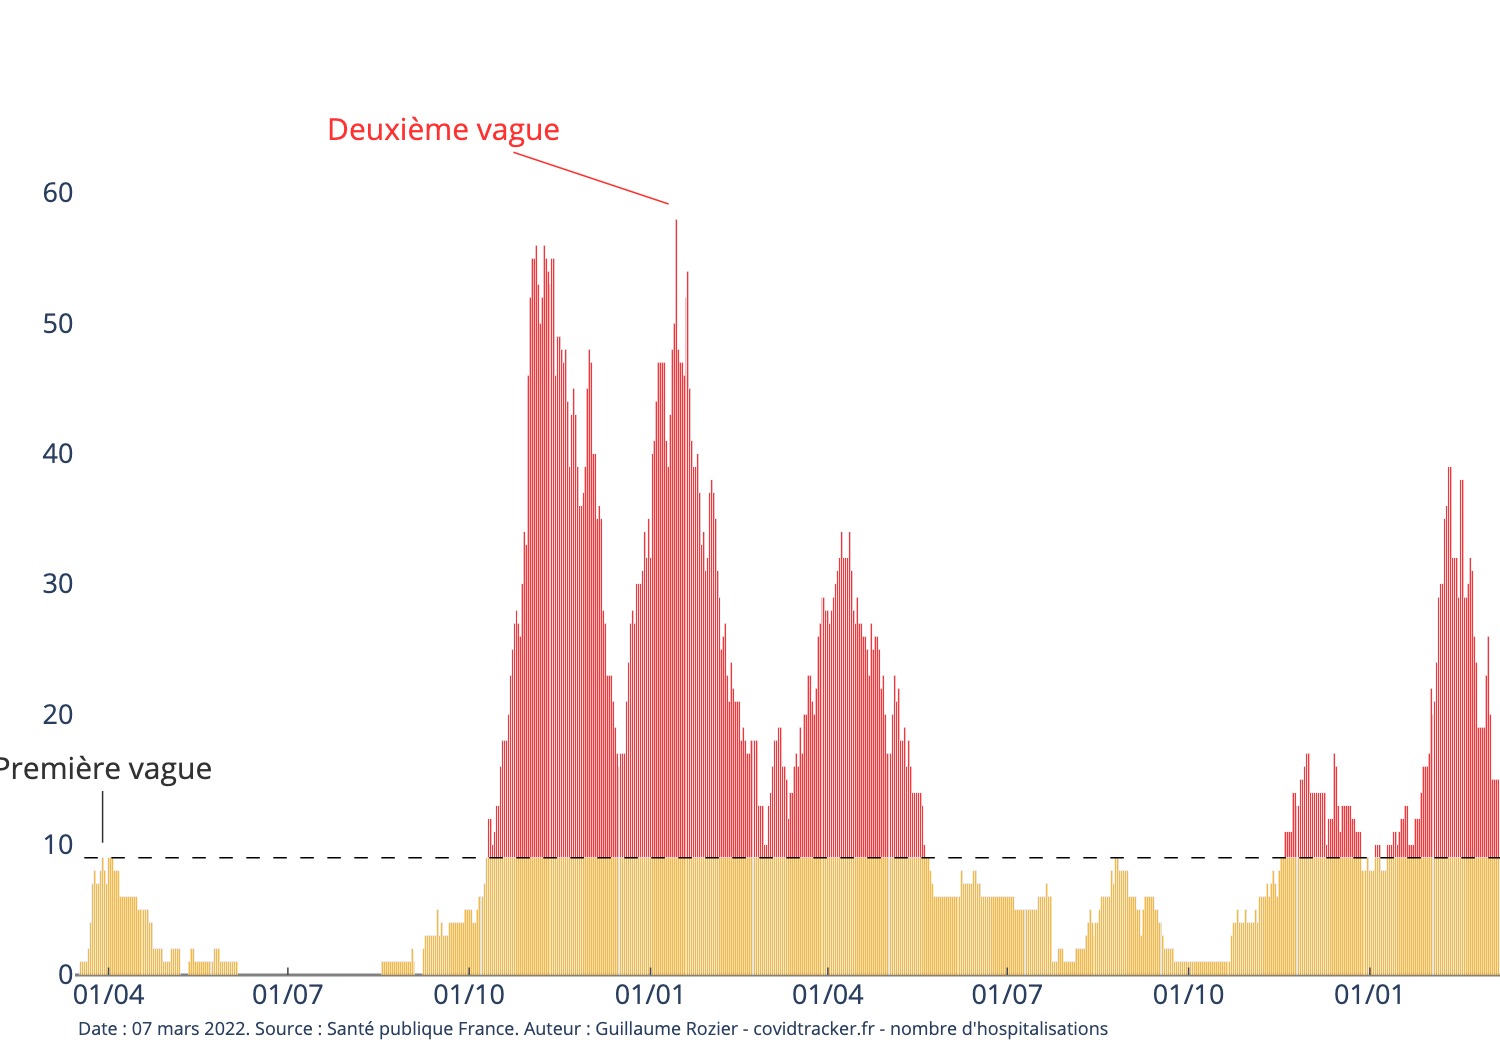 Deuxième vague
60
50
40
30
20
Première vague
10
0
01/04 01/07 01/10 01/01 01/04 01/07 01/10 01/01
Date : 07 mars 2022. Source : Santé publique France. Auteur : Guillaume Rozier - covidtracker.fr - nombre d'hospitalisations